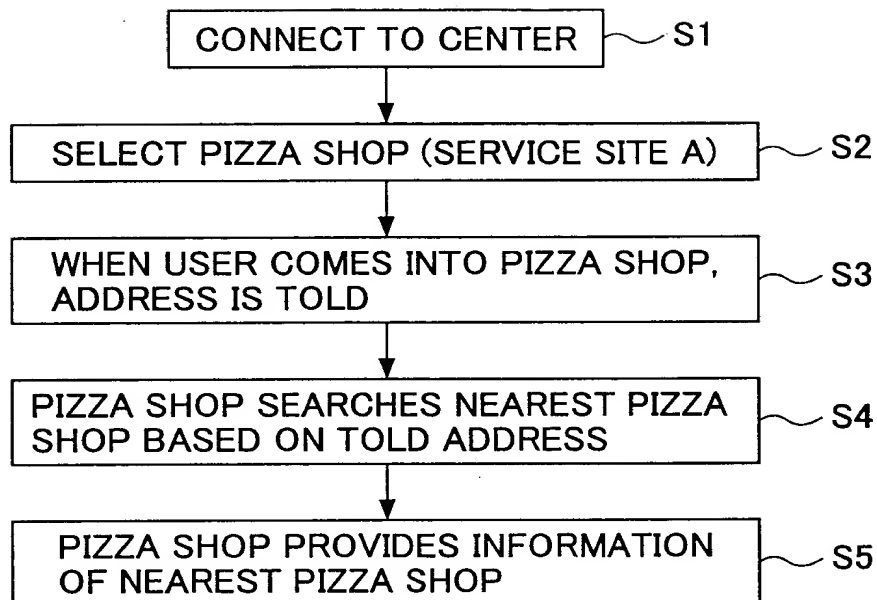 CONNECT TO CENTER S1
SELECT PIZZA SHOP (SERVICE SITE A) S2
WHEN USER COMES INTO PIZZA SHOP, S3
ADDRESS IS TOLD
PIZZA SHOP SEARCHES NEAREST PIZZA S4
SHOP BASED ON TOLD ADDRESS
PIZZA SHOP PROVIDES INFORMATION S5
OF NEAREST PIZZA SHOP